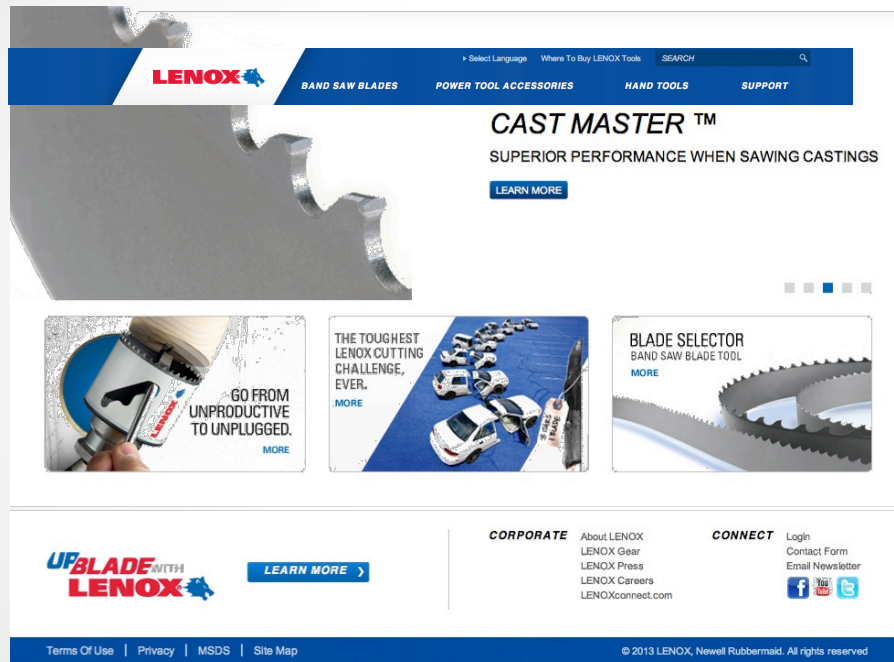 Select Language Where To Buy LENOX Tools SEARCH
LENOX
BAND SAW BLADES POWER TOOL ACCESSORIES HAND TOOLS SUPPORT
CAST MASTER ™
SUPERIOR PERFORMANCE WHEN SAWING CASTINGS
LEARN MORE
GO FROM
UNPRODUCTIVE
TO UNPLUGGED.
MORE
LENOX
THE TOUGHEST
LENOX CUTTING
CHALLENGE,
EVER.
MORE
BLADE SELECTOR
BAND SAW BLADE TOOL
MORE
UPBLADE WITH
LENOX
LEARN MORE
CORPORATE
About LENOX
LENOX Gear
LENOX Press
LENOX Careers
LENOXconnect.com
CONNECT
Login
Contact Form
Email Newsletter
You
Tube
Terms Of Use | Privacy | MSDS | Site Map
© 2013 LENOX, Newell Rubbermaid. All rights reserved